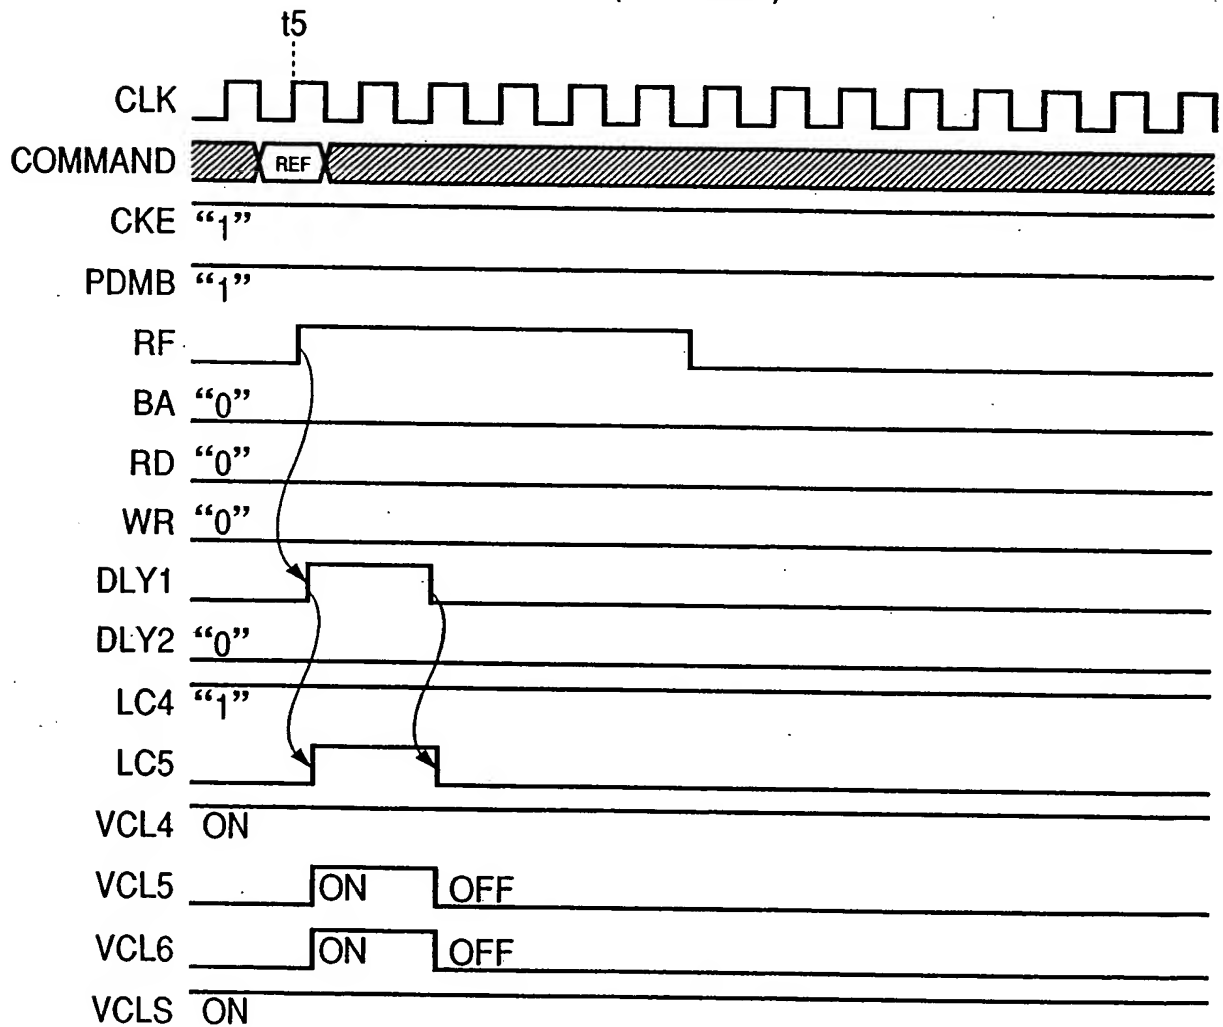 t5
CLK
COMMAND REF
CKE “1”
PDMB “1”
RF
BA “0”
RD “0”
WR “0”
DLY1
DLY2 “0”
LC4 “1”
LC5
VCL4 ON
VCL5 ON OFF
VCL6 ON OFF
VCLS ON